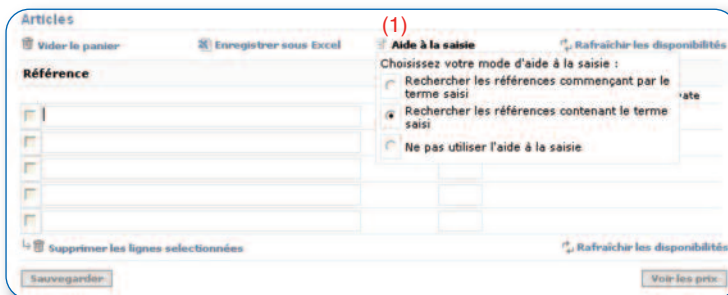 (1)
Articles
Vider le panier Enregistrer sous Excel Aide à la saisie Rafraîchir les disponibilités
Choisissez votre mode d'aide à la saisie :
Référence
Rechercher les références commençant par le
terme saisi
Rechercher les références contenant le terme
saisi
Ne pas utiliser l'aide à la saisie
Supprimer les lignes selectionnées Rafraîchir les disponibilités
Sauvegarder Voir les prix